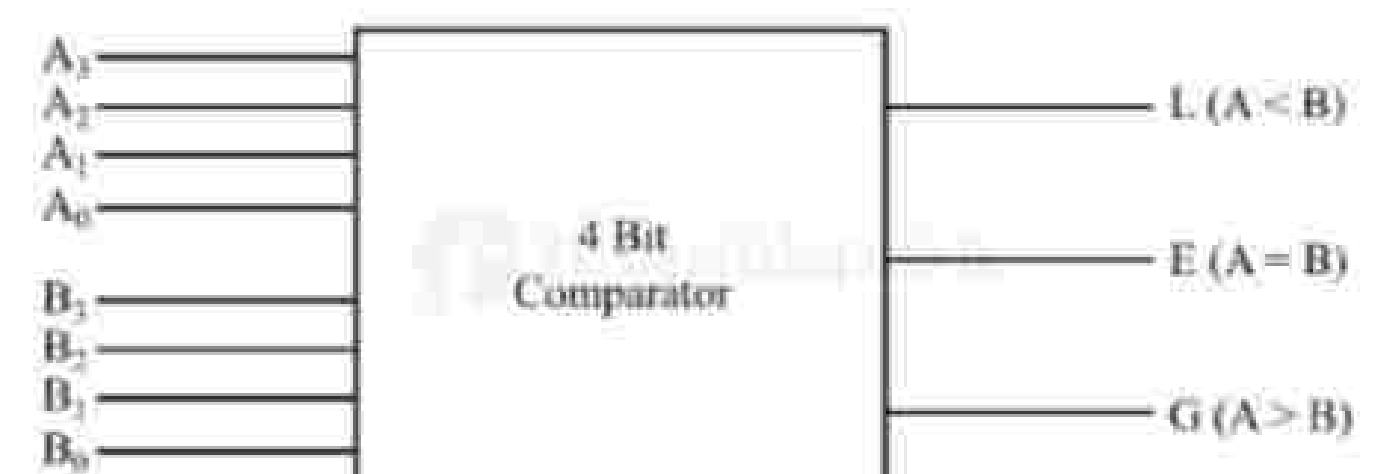 A₃
A₂
A₁
A₀
B₃
B₂
B₁
B₀
4 Bit
Comparator
L (A < B)
E (A = B)
G (A > B)